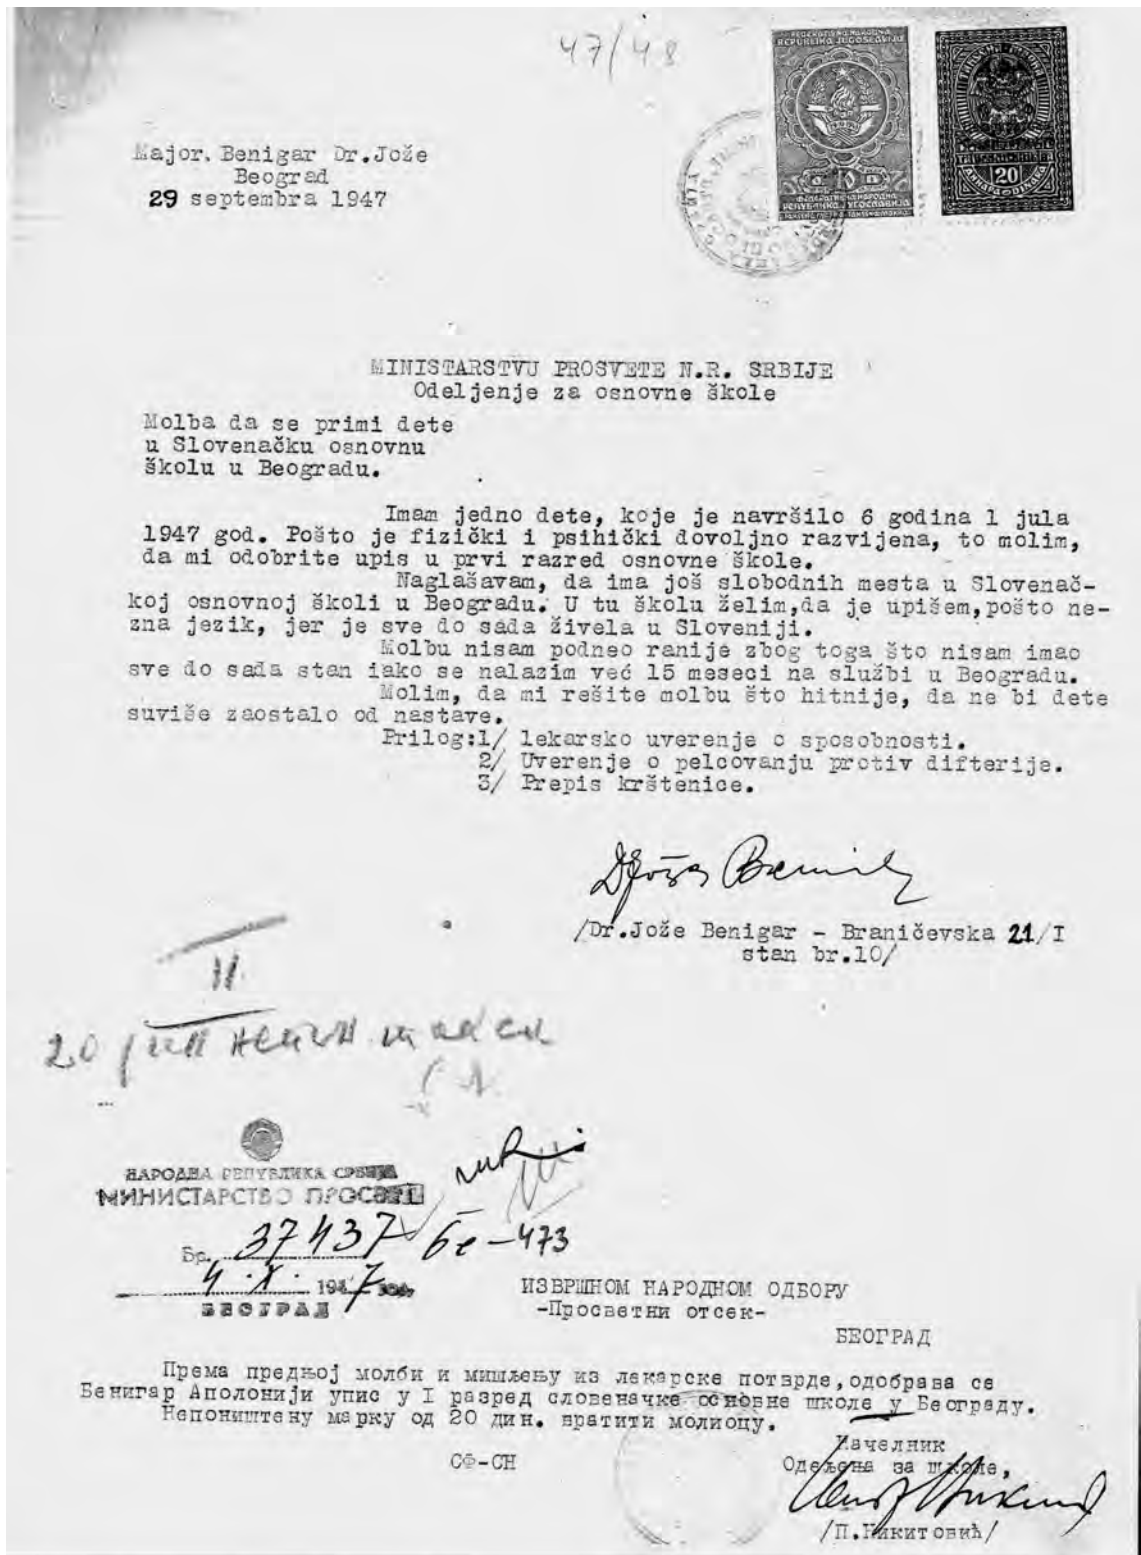 47/48
FEDERATIVNA NARODNA
REPUBLIKA JUGOSLAVIJA
10
20
Major. Benigar Dr.Jože
Beograd
29 septembra 1947
MINISTARSTVU PROSVETE N.R. SRBIJE
Odeljenje za osnovne škole
Molba da se primi dete
u Slovenačku osnovnu
školu u Beogradu.
Imam jedno dete, koje je navršilo 6 godina 1 jula
1947 god. Pošto je fizički i psihički dovoljno razvijena, to molim,
da mi odobrite upis u prvi razred osnovne škole.
Naglašavam, da ima još slobodnih mesta u Slovenač-
koj osnovnoj školi u Beogradu. U tu školu želim,da je upišem,pošto ne-
zna jezik, jer je sve do sada živela u Sloveniji.
Molbu nisam podneo ranije zbog toga što nisam imao
sve do sada stan iako se nalazim već 15 meseci na službi u Beogradu.
Molim, da mi rešite molbu što hitnije, da ne bi dete
suviše zaostalo od nastave.
Prilog:1/ lekarsko uverenje o sposobnosti.
2/ Uverenje o pelcovanju protiv difterije.
3/ Prepis krštenice.
/Dr.Jože Benigar - Braničevska 21/I
stan br.10/
II
20
НАРОДНА РЕПУБЛИКА СРБИЈА
МИНИСТАРСТВО ПРОСВЕТЕ
Бр. 37437
4.X. 1947 год.
БЕОГРАД
ИЗВРШНОМ НАРОДНОМ ОДБОРУ
-Просветни отсек-
БЕОГРАД
Према предњој молби и мишљењу из лекарске потврде,одобрава се
Бенигар Аполонији упис у I разред словеначке основне школе у Београду.
Непоништену марку од 20 дин. вратити молиоцу.
СФ-СН
Начелник
Одељења за школе,
/П.Никитовић/